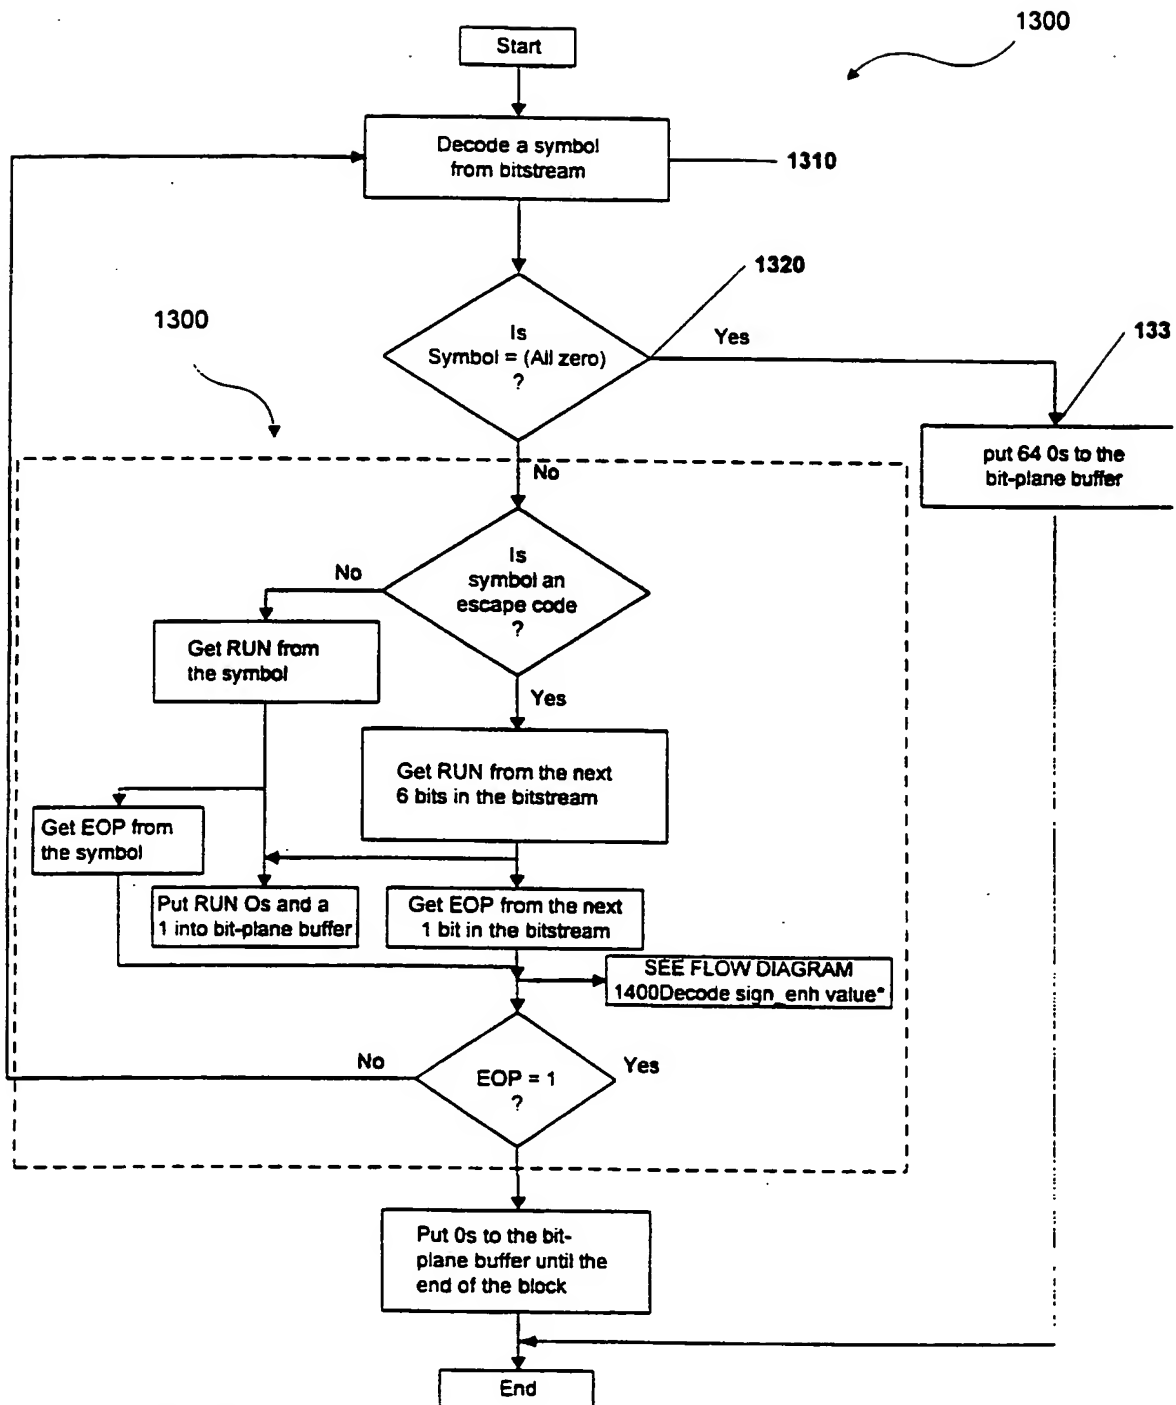 1300
Start
Decode a symbol
from bitstream
1310
1320
Is
Symbol = (All zero)
?
Yes
133
1300
put 64 0s to the
bit-plane buffer
No
Is
symbol an
escape code
?
No
Get RUN from
the symbol
Yes
Get RUN from the next
6 bits in the bitstream
Get EOP from
the symbol
Put RUN 0s and a
1 into bit-plane buffer
Get EOP from the next
1 bit in the bitstream
SEE FLOW DIAGRAM
1400Decode sign_enh value*
No
Yes
EOP = 1
?
Put 0s to the bit-
plane buffer until the
end of the block
End